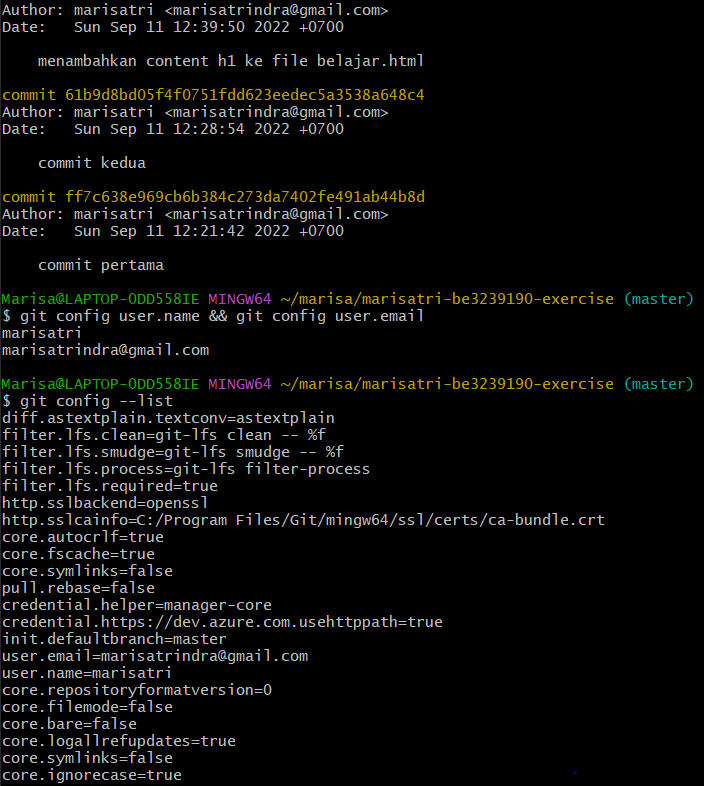 Author: marisatri <marisatrindra@gmail.com>
Date:   Sun Sep 11 12:39:50 2022 +0700
    menambahkan content h1 ke file belajar.html
commit 61b9d8bd05f4f0751fdd623eedec5a3538a648c4
Author: marisatri <marisatrindra@gmail.com>
Date:   Sun Sep 11 12:28:54 2022 +0700
    commit kedua
commit ff7c638e969cb6b384c273da7402fe491ab44b8d
Author: marisatri <marisatrindra@gmail.com>
Date:   Sun Sep 11 12:21:42 2022 +0700
    commit pertama
Marisa@LAPTOP-ODD558IE MINGW64 ~/marisa/marisatri-be3239190-exercise (master)
$ git config user.name && git config user.email
marisatri
marisatrindra@gmail.com
Marisa@LAPTOP-ODD558IE MINGW64 ~/marisa/marisatri-be3239190-exercise (master)
$ git config --list
diff.astextplain.textconv=astextplain
filter.lfs.clean=git-lfs clean -- %f
filter.lfs.smudge=git-lfs smudge -- %f
filter.lfs.process=git-lfs filter-process
filter.lfs.required=true
http.sslbackend=openssl
http.sslcainfo=C:/Program Files/Git/mingw64/ssl/certs/ca-bundle.crt
core.autocrlf=true
core.fscache=true
core.symlinks=false
pull.rebase=false
credential.helper=manager-core
credential.https://dev.azure.com.usehttppath=true
init.defaultbranch=master
user.email=marisatrindra@gmail.com
user.name=marisatri
core.repositoryformatversion=0
core.filemode=false
core.bare=false
core.logallrefupdates=true
core.symlinks=false
core.ignorecase=true